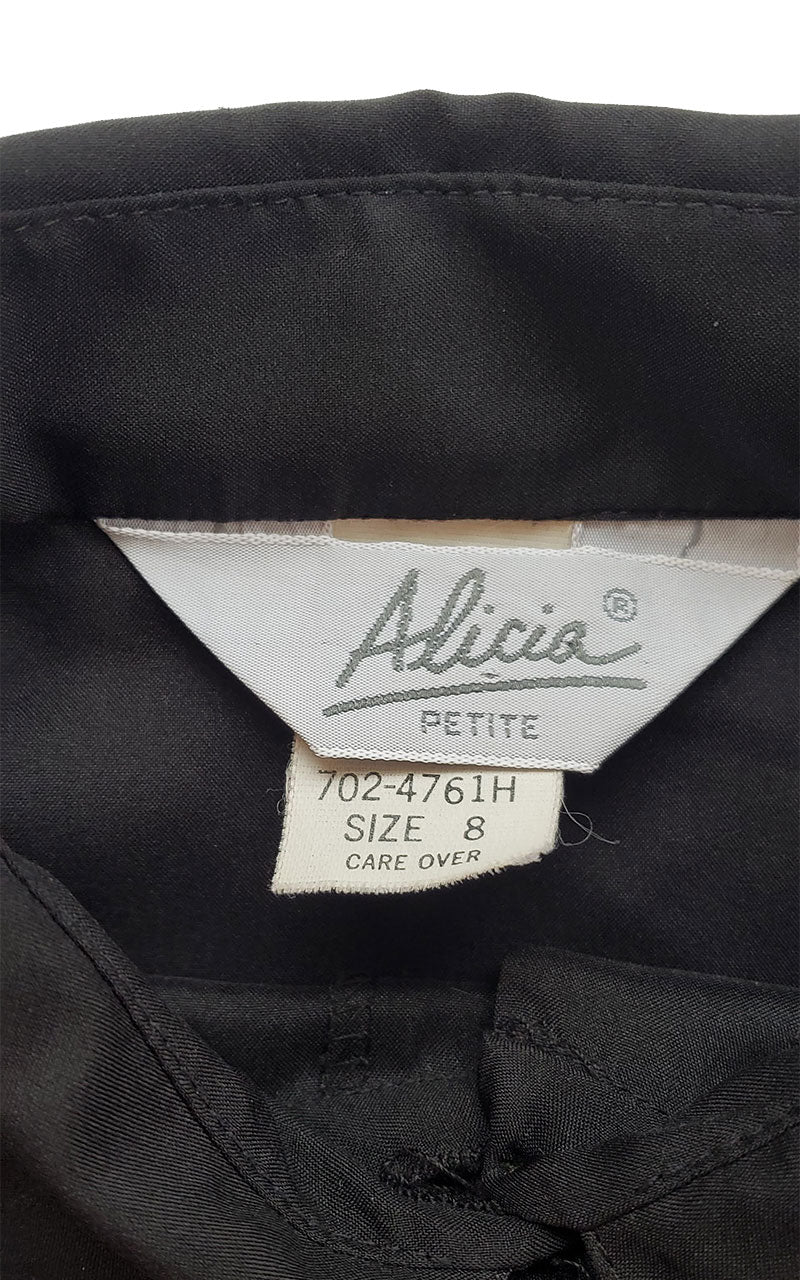 Alicia®
PETITE
702-4761H
SIZE 8
CARE OVER